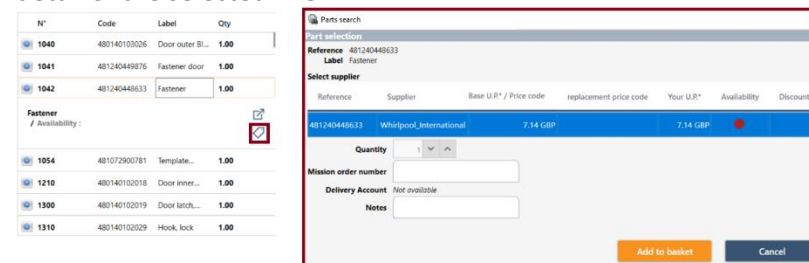 N° Code Label Qty
1040 480140103026 Door outer Bl... 1.00
1041 481240449876 Fastener door 1.00
1042 481240448633 Fastener 1.00
Fastener
/ Availability :
1054 481072900781 Template... 1.00
1210 480140102018 Door inner... 1.00
1300 480140102019 Door latch,... 1.00
1310 480140102029 Hook, lock 1.00
Parts search
Part selection
Reference 481240448633
Label Fastener
Select supplier
Reference Supplier Base U.P.* / Price code replacement price code Your U.P.* Availability Discount
481240448633 Whirlpool_International 7.14 GBP 7.14 GBP
Quantity 1
Mission order number
Delivery Account Not available
Notes
Add to basket Cancel